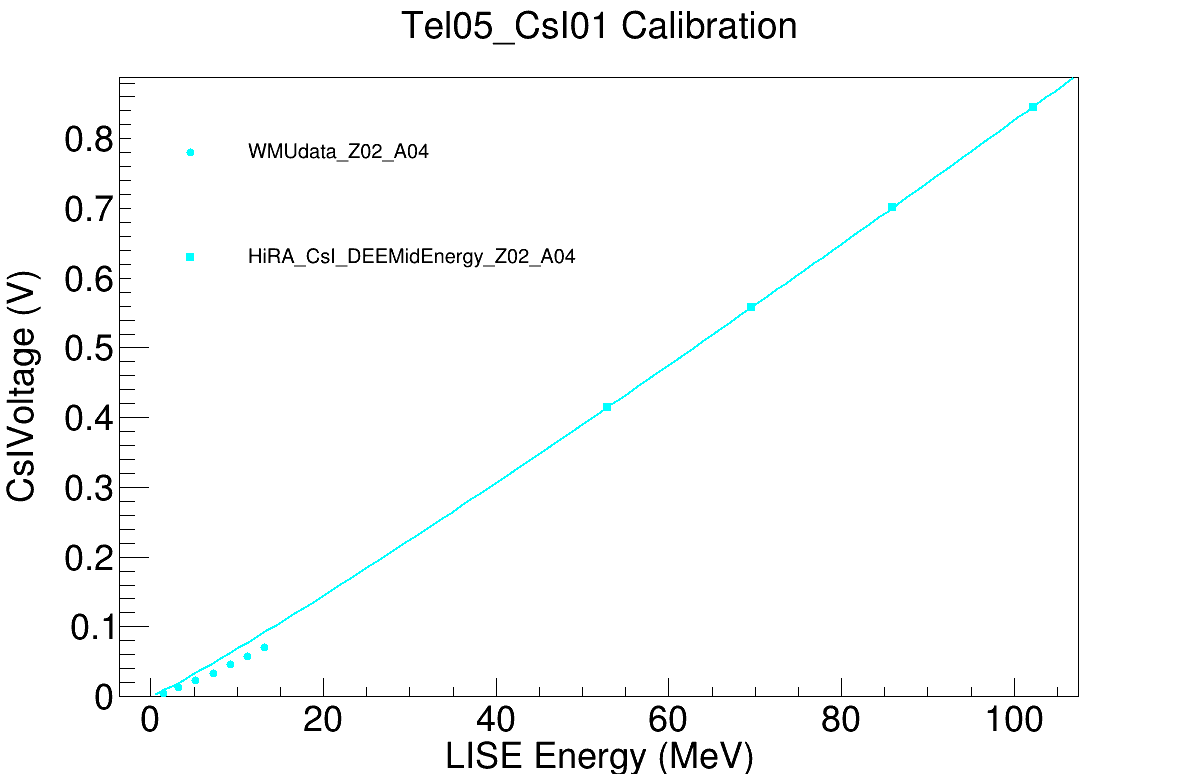 Tel05_CsI01 Calibration
WMUdata_Z02_A04
HiRA_CsI_DEEMidEnergy_Z02_A04
CsIVoltage (V)
0.8
0.7
0.6
0.5
0.4
0.3
0.2
0.1
0
0 20 40 60 80 100
LISE Energy (MeV)